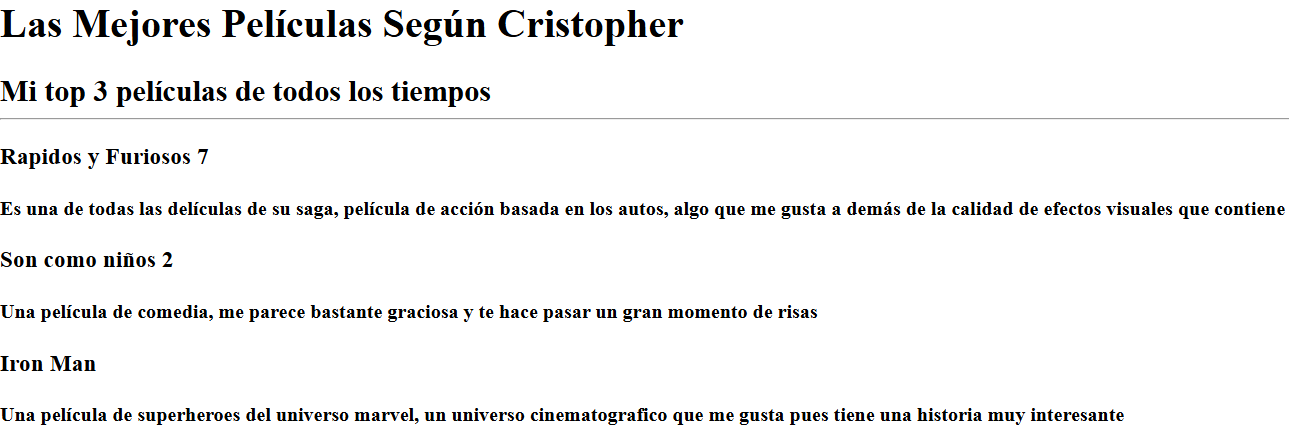 Las Mejores Películas Según Cristopher
Mi top 3 películas de todos los tiempos
Rapidos y Furiosos 7
Es una de todas las delículas de su saga, película de acción basada en los autos, algo que me gusta a demás de la calidad de efectos visuales que contiene
Son como niños 2
Una película de comedia, me parece bastante graciosa y te hace pasar un gran momento de risas
Iron Man
Una película de superheroes del universo marvel, un universo cinematografico que me gusta pues tiene una historia muy interesante